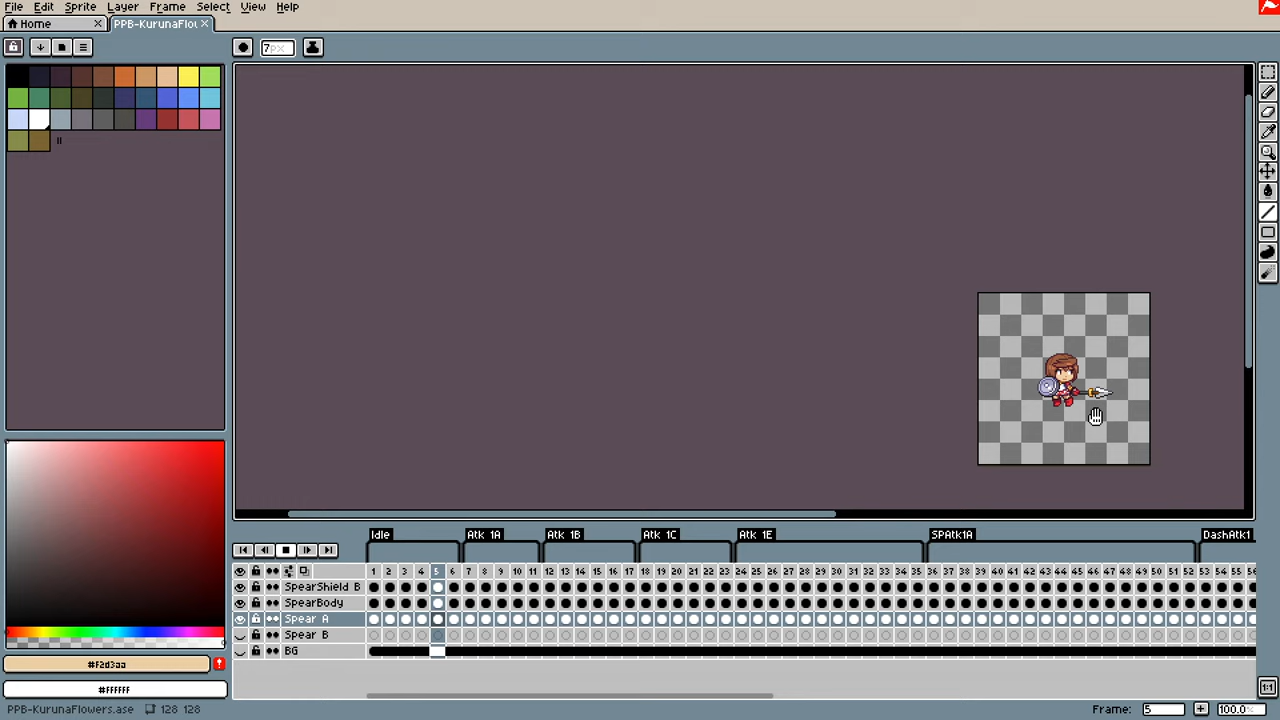 File Edit Sprite Layer Frame Select View Help
Home
PPB-KurunaFlo
7px
Idle Atk 1A Atk 1B Atk 1C Atk 1E SPAtk1A DashAtk1
1 2 3 4 5 6 7 8 9 10 11 12 13 14 15 16 17 18 19 20 21 22 23 24 25 26 27 28 29 30 31 32 33 34 35 36 37 38 39 40 41 42 43 44 45 46 47 48 49 50 51 52 53 54 55 56
SpearShield B
SpearBody
Spear A
Spear B
BG
#f2d3aa
#ffffff
PPB-KurunaFlowers.ase 128 128
Frame: 5
100.0
1:1